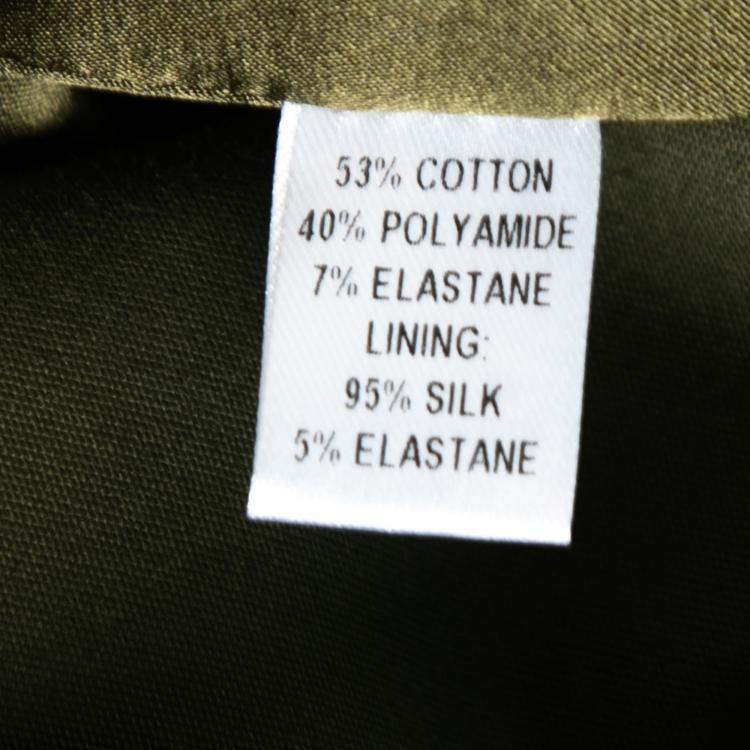 53% COTTON
40% POLYAMIDE
7% ELASTANE
LINING:
95% SILK
5% ELASTANE